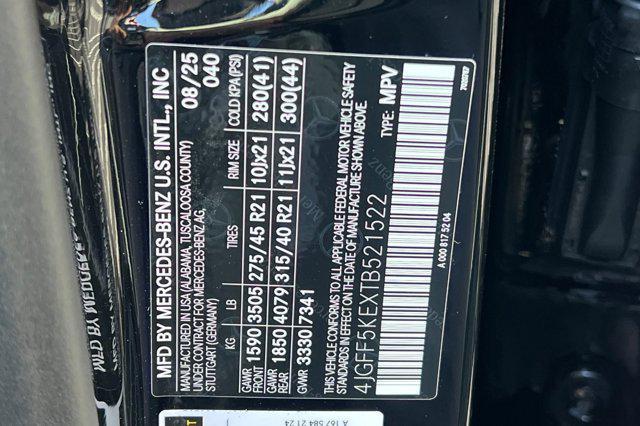 MFD BY MERCEDES-BENZ U.S. INTL., INC
MANUFACTURED IN USA (ALABAMA, TUSCALOOSA COUNTY) 08/25
UNDER CONTRACT FOR MERCEDES-BENZ AG, 040
STUTTGART (GERMANY)
KG LB TIRES RIM SIZE COLD KPA(PSI)
GAWR FRONT 1590 3505 275/45 R21 10Jx21 280(41)
GAWR REAR 1850 4079 315/40 R21 11Jx21 300(44)
GVWR 3330 7341
THIS VEHICLE CONFORMS TO ALL APPLICABLE FEDERAL MOTOR VEHICLE SAFETY
STANDARDS IN EFFECT ON THE DATE OF MANUFACTURE SHOWN ABOVE.
4JGFF5KEXTB521522 TYPE: MPV
A 000 817 52 04
A 167 584 21 24